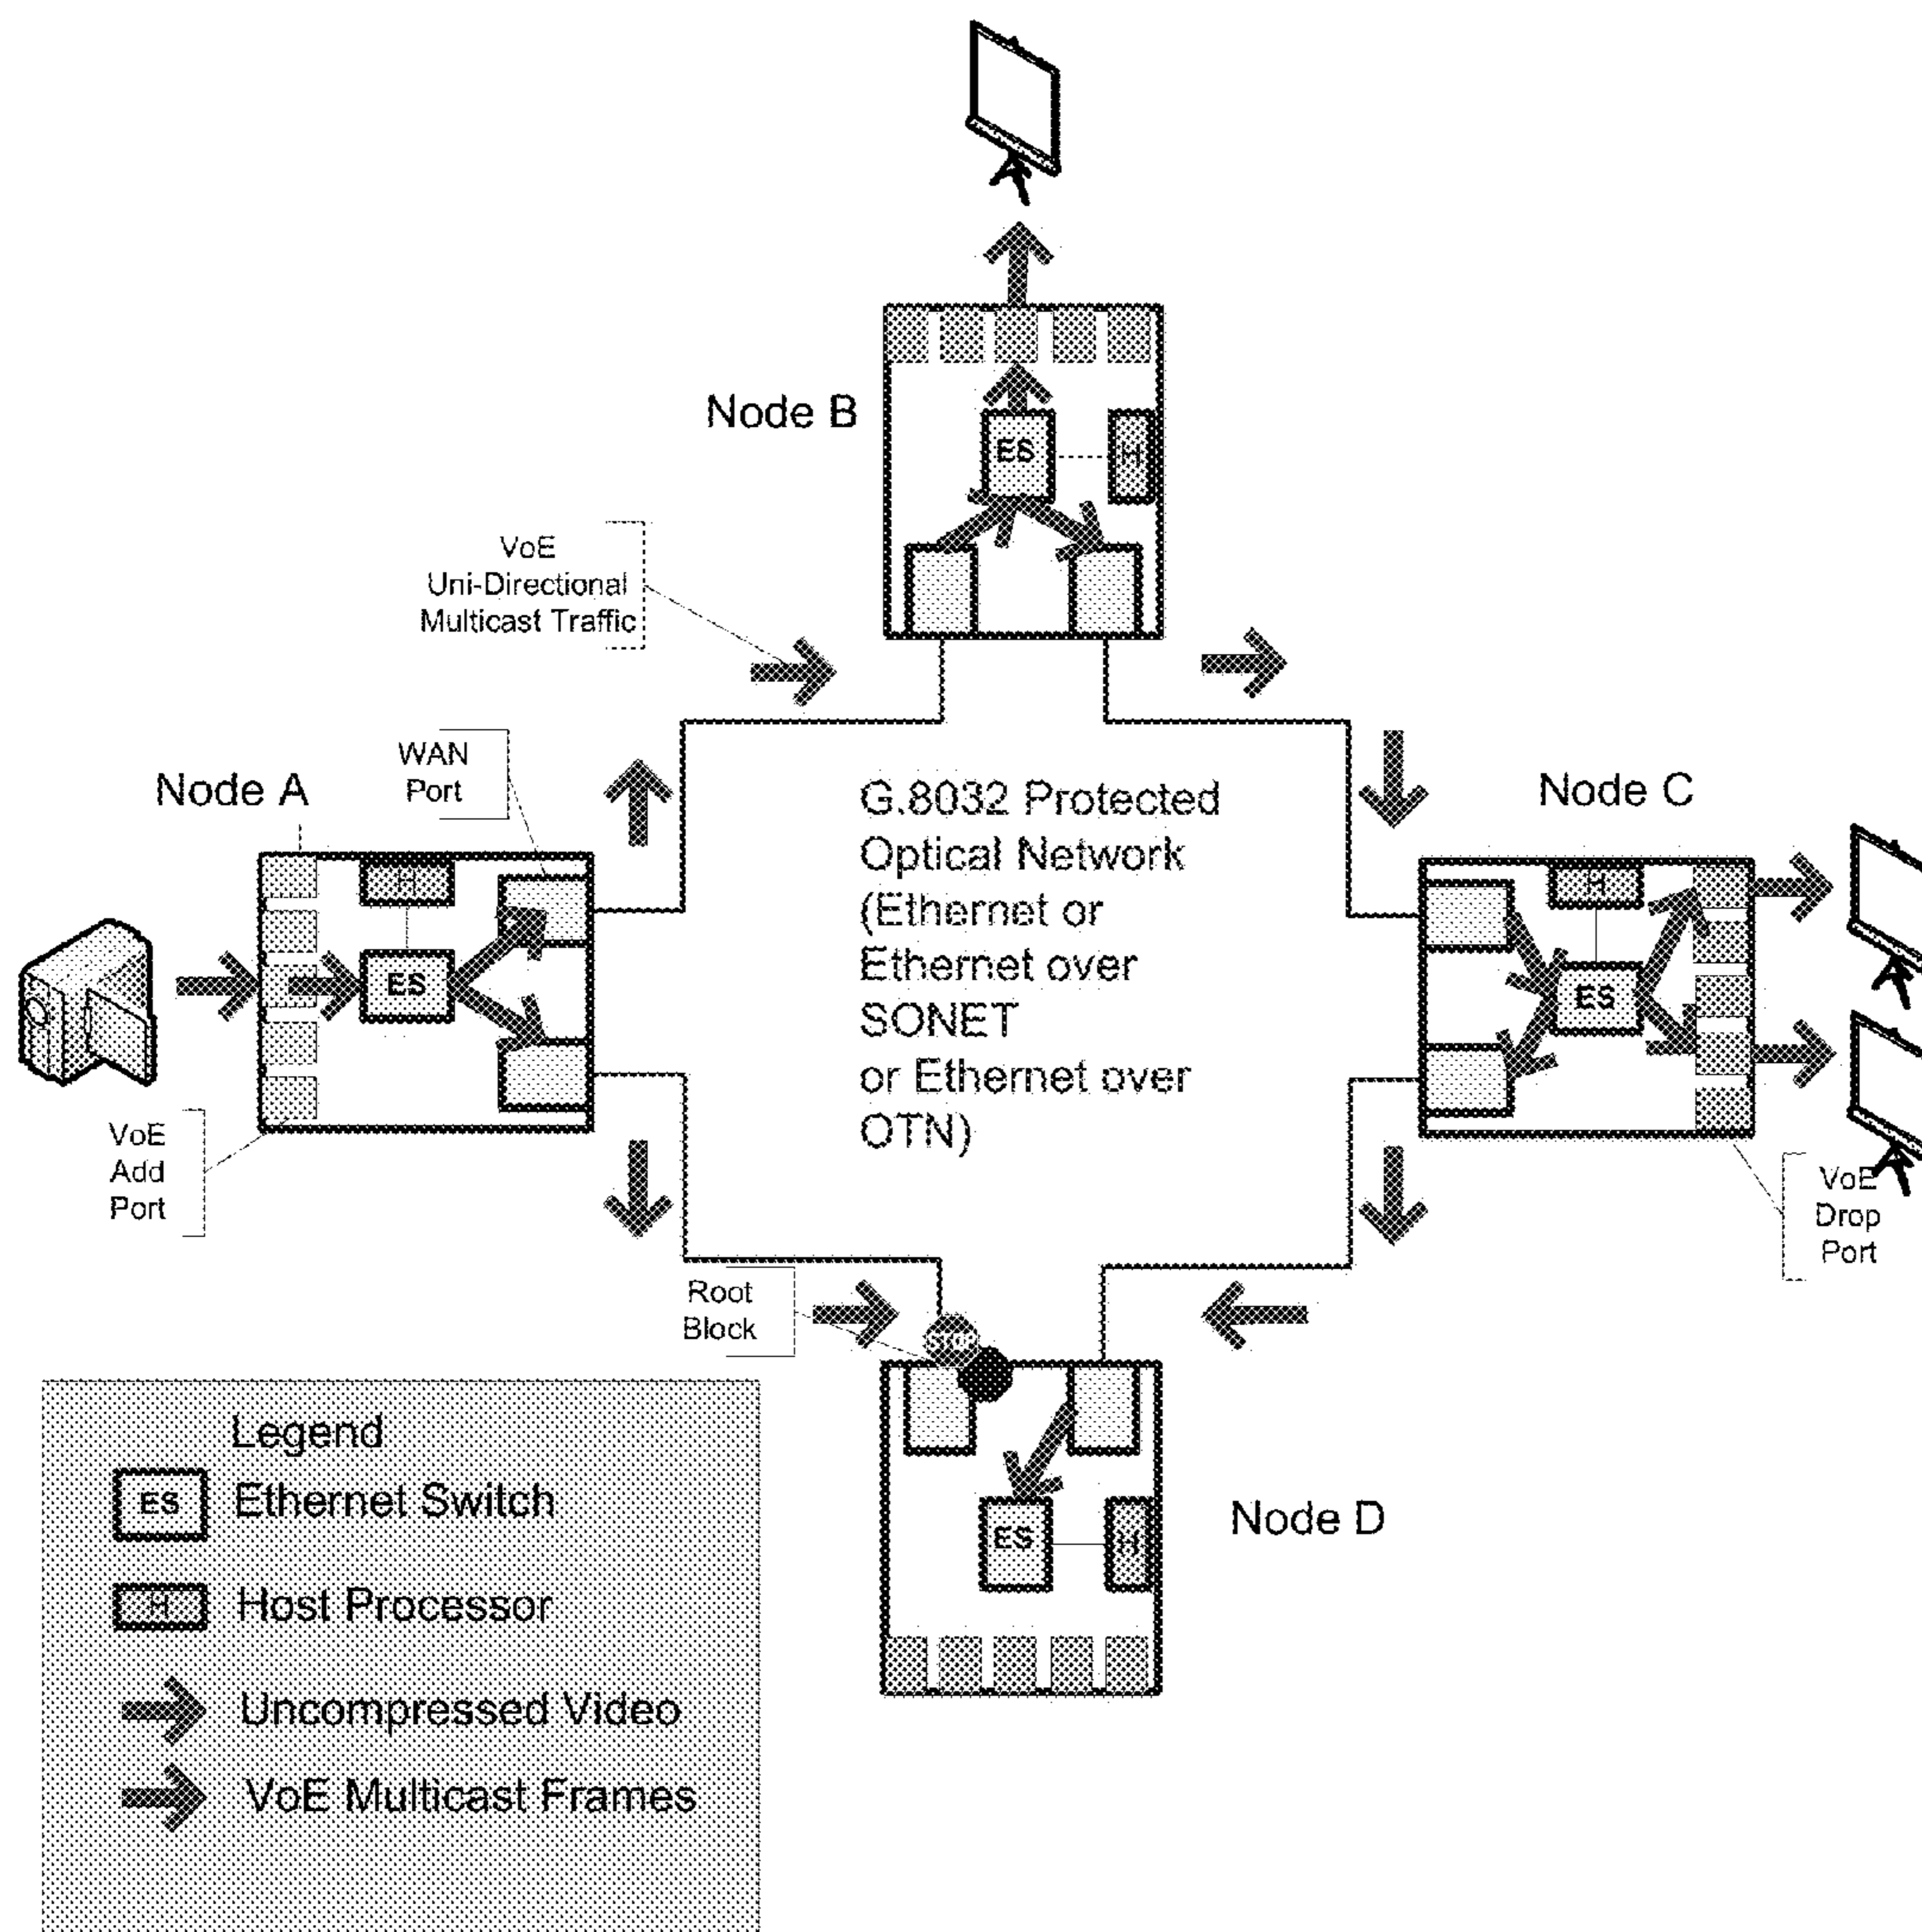 Node B
ES
H
VoE
Uni-Directional
Multicast Traffic
WAN
Port
Node A
H
ES
VoE
Add
Port
G.8032 Protected
Optical Network
(Ethernet or
Ethernet over
SONET
or Ethernet over
OTN)
Node C
H
ES
VoE
Drop
Port
Root
Block
STOP
ES
H
Node D
Legend
ES Ethernet Switch
H Host Processor
Uncompressed Video
VoE Multicast Frames